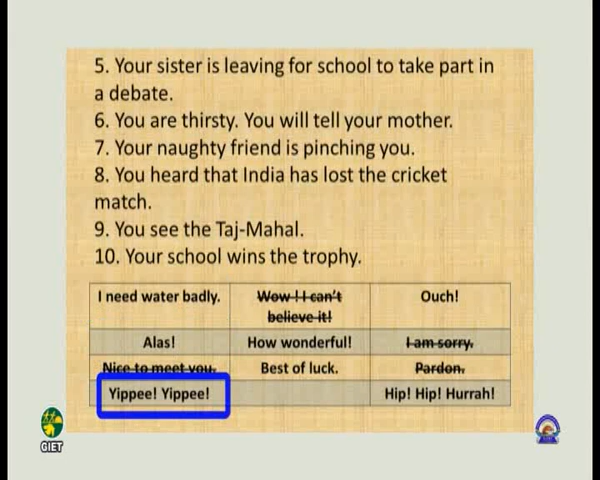 5. Your sister is leaving for school to take part in
a debate.
6. You are thirsty. You will tell your mother.
7. Your naughty friend is pinching you.
8. You heard that India has lost the cricket
match.
9. You see the Taj-Mahal.
10. Your school wins the trophy.
I need water badly. Wow ! I can't Ouch!
believe it!
Alas! How wonderful! I am sorry.
Nice to meet you. Best of luck. Pardon.
Yippee! Yippee! Hip! Hip! Hurrah!
GIET